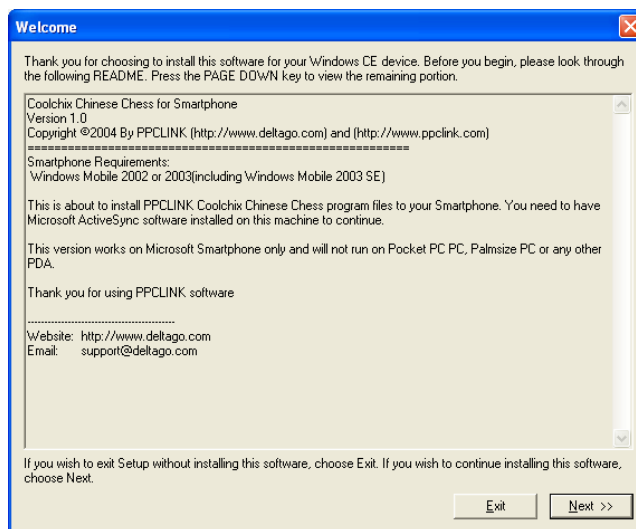 Welcome
Thank you for choosing to install this software for your Windows CE device. Before you begin, please look through
the following README. Press the PAGE DOWN key to view the remaining portion.
Coolchix Chinese Chess for Smartphone
Version 1.0
Copyright ©2004 By PPCLINK (http://www.deltago.com) and (http://www.ppclink.com)
==========================================================
Smartphone Requirements:
Windows Mobile 2002 or 2003(including Windows Mobile 2003 SE)
This is about to install PPCLINK Coolchix Chinese Chess program files to your Smartphone. You need to have
Microsoft ActiveSync software installed on this machine to continue.
This version works on Microsoft Smartphone only and will not run on Pocket PC PC, Palmsize PC or any other
PDA.
Thank you for using PPCLINK software
--------------------------------------------
Website: http://www.deltago.com
Email: support@deltago.com
If you wish to exit Setup without installing this software, choose Exit. If you wish to continue installing this software,
choose Next.
Exit
Next >>